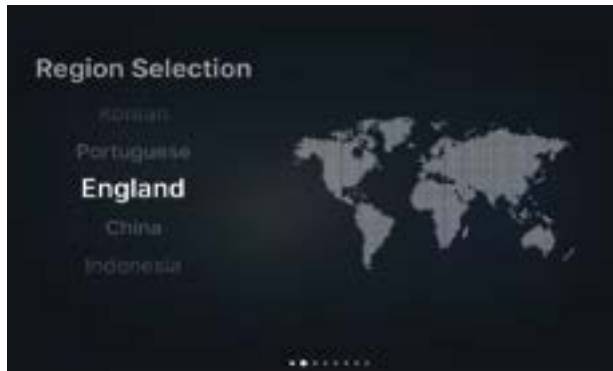 Region Selection
Korean
Portuguese
England
China
Indonesia